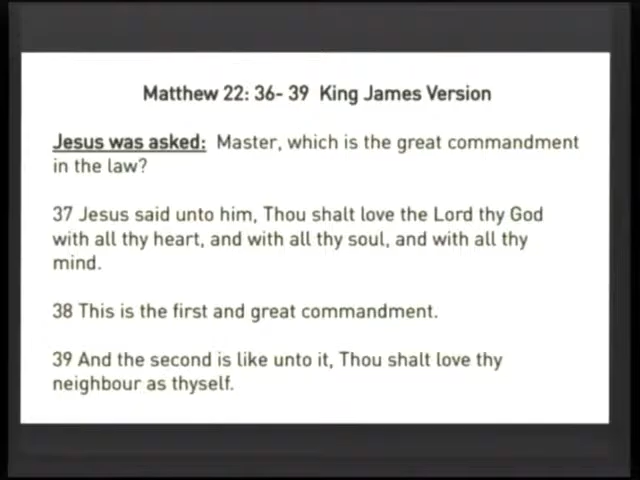 Matthew 22: 36- 39 King James Version
Jesus was asked: Master, which is the great commandment
in the law?
37 Jesus said unto him, Thou shalt love the Lord thy God
with all thy heart, and with all thy soul, and with all thy
mind.
38 This is the first and great commandment.
39 And the second is like unto it, Thou shalt love thy
neighbour as thyself.